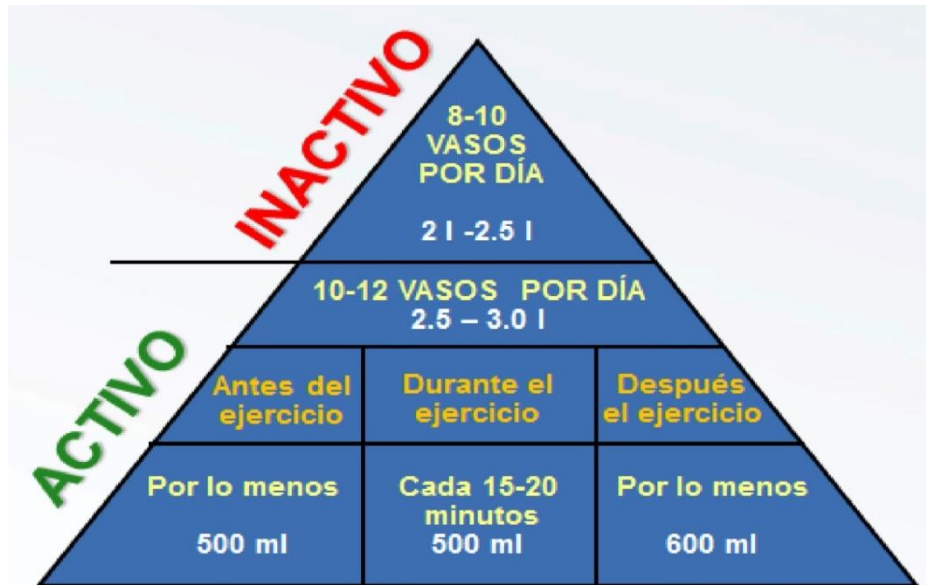 INACTIVO
8-10
VASOS
POR DÍA
2 l -2.5 l
ACTIVO
10-12 VASOS POR DÍA
2.5 – 3.0 l
Antes del
ejercicio
Durante el
ejercicio
Después
el ejercicio
Por lo menos
500 ml
Cada 15-20
minutos
500 ml
Por lo menos
600 ml